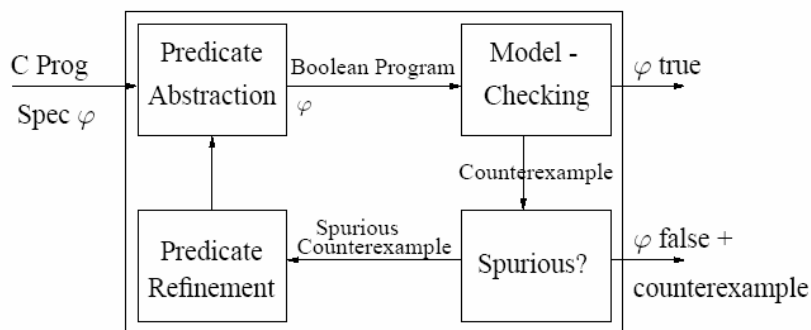 C Prog
Spec φ
Predicate
Abstraction
Boolean Program
φ
Model -
Checking
φ true
Counterexample
Predicate
Refinement
Spurious
Counterexample
Spurious?
φ false +
counterexample